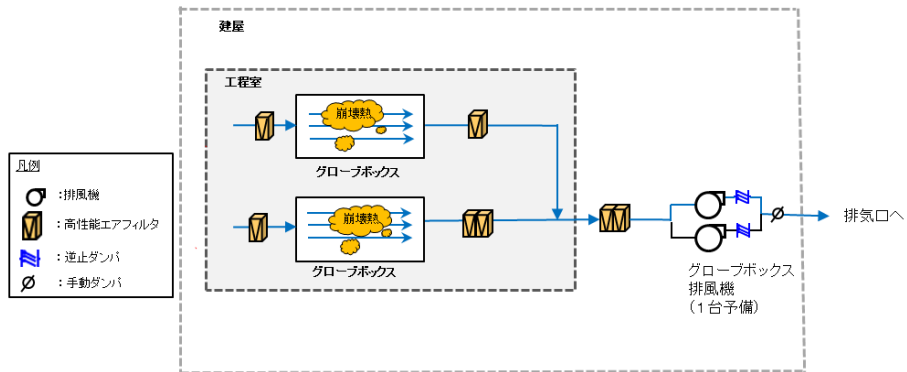 建屋
工程室
崩壊熱
グローブボックス
崩壊熱
グローブボックス
凡例
：排風機
：高性能エアフィルタ
：逆止ダンパ
：手動ダンパ
排気口へ
グローブボックス
排風機
（１台予備）